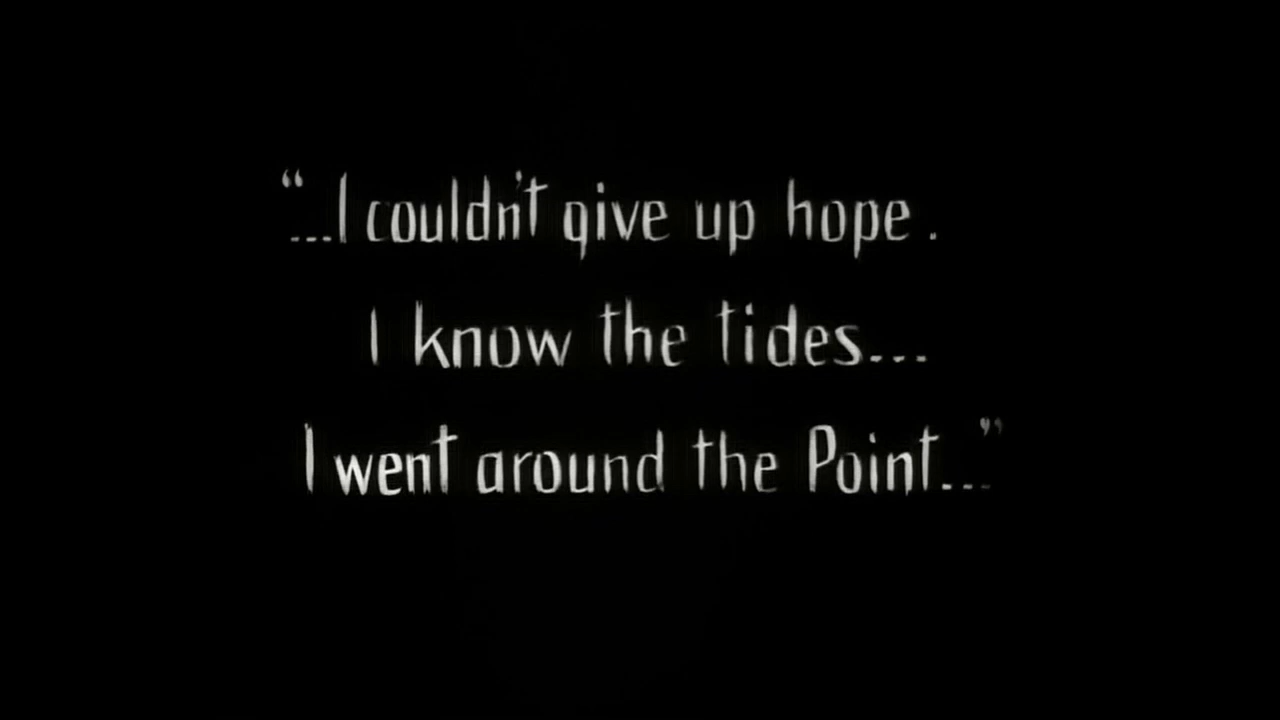 “...I couldn't give up hope.
I know the tides...
I went around the Point...”